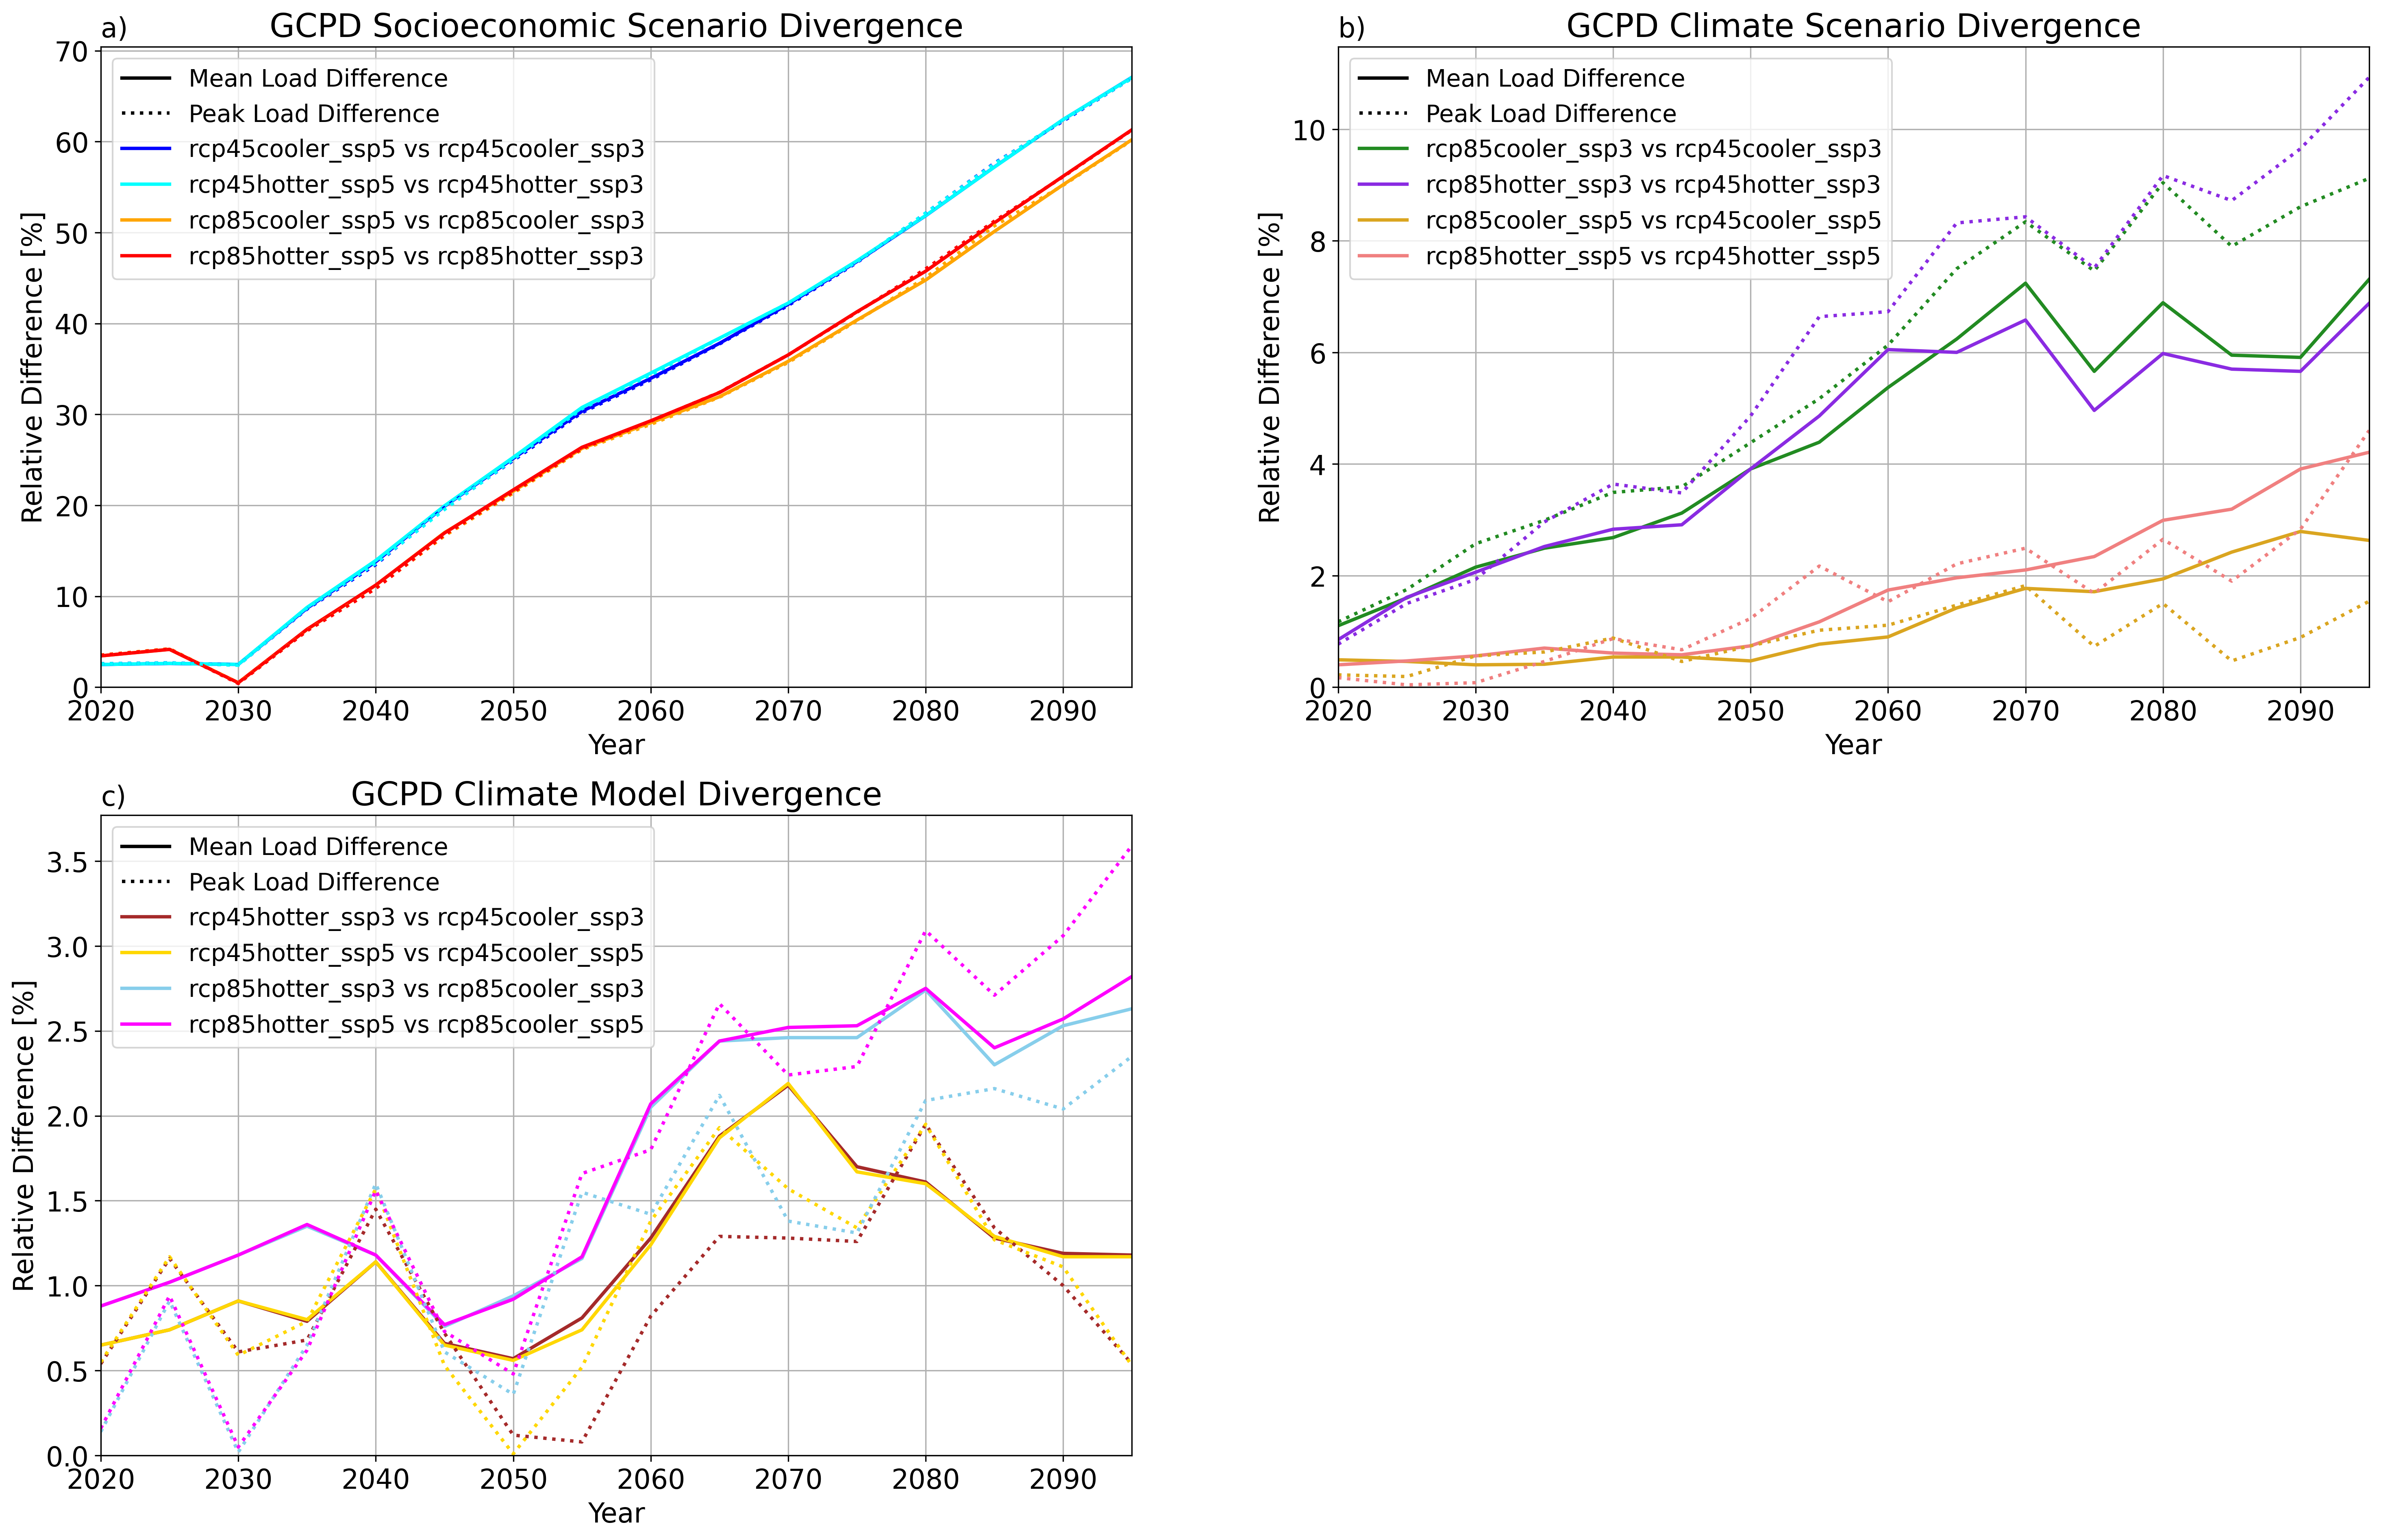 a)
GCPD Socioeconomic Scenario Divergence
Relative Difference [%]
70
60
50
40
30
20
10
0
Mean Load Difference
Peak Load Difference
rcp45cooler_ssp5 vs rcp45cooler_ssp3
rcp45hotter_ssp5 vs rcp45hotter_ssp3
rcp85cooler_ssp5 vs rcp85cooler_ssp3
rcp85hotter_ssp5 vs rcp85hotter_ssp3
2020 2030 2040 2050 2060 2070 2080 2090
Year
b)
GCPD Climate Scenario Divergence
Relative Difference [%]
10
8
6
4
2
0
Mean Load Difference
Peak Load Difference
rcp85cooler_ssp3 vs rcp45cooler_ssp3
rcp85hotter_ssp3 vs rcp45hotter_ssp3
rcp85cooler_ssp5 vs rcp45cooler_ssp5
rcp85hotter_ssp5 vs rcp45hotter_ssp5
2020 2030 2040 2050 2060 2070 2080 2090
Year
c)
GCPD Climate Model Divergence
Relative Difference [%]
3.5
3.0
2.5
2.0
1.5
1.0
0.5
0.0
Mean Load Difference
Peak Load Difference
rcp45hotter_ssp3 vs rcp45cooler_ssp3
rcp45hotter_ssp5 vs rcp45cooler_ssp5
rcp85hotter_ssp3 vs rcp85cooler_ssp3
rcp85hotter_ssp5 vs rcp85cooler_ssp5
2020 2030 2040 2050 2060 2070 2080 2090
Year